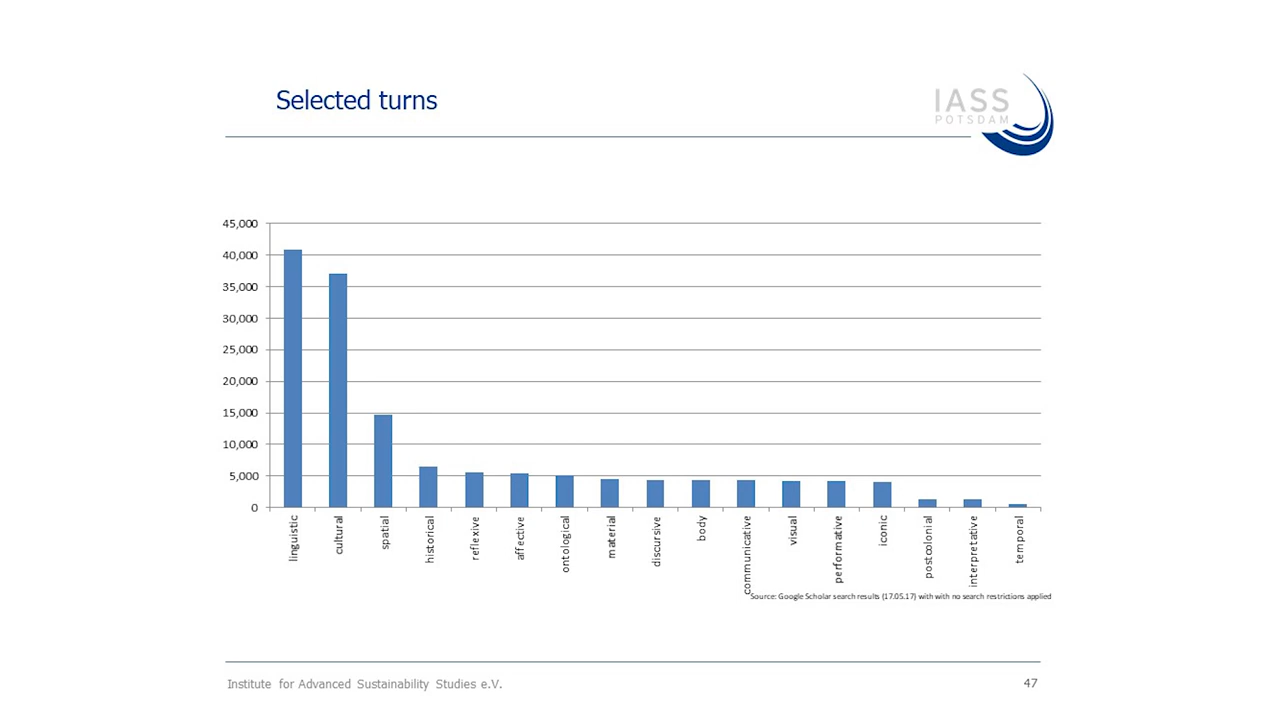 Selected turns
IASS
POTSDAM
45,000
40,000
35,000
30,000
25,000
20,000
15,000
10,000
5,000
0
linguistic
cultural
spatial
historical
reflexive
affective
ontological
material
discursive
body
communicative
visual
performative
iconic
postcolonial
interpretative
temporal
Source: Google Scholar search results (17.05.17) with with no search restrictions applied
Institute for Advanced Sustainability Studies e.V.
47